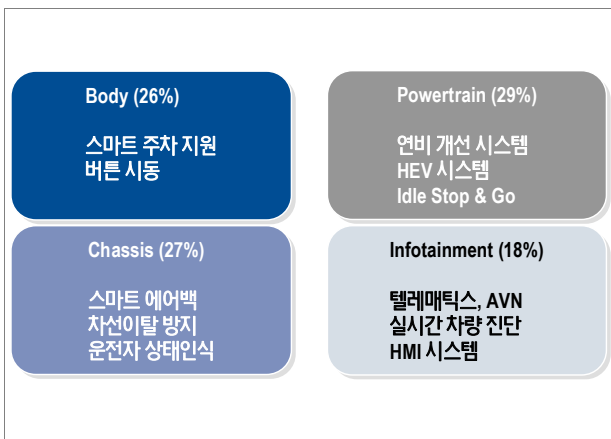 Body (26%)
스마트 주차 지원
버튼 시동
Powertrain (29%)
연비 개선 시스템
HEV 시스템
Idle Stop & Go
Chassis (27%)
스마트 에어백
차선이탈 방지
운전자 상태인식
Infotainment (18%)
텔레매틱스, AVN
실시간 차량 진단
HMI 시스템